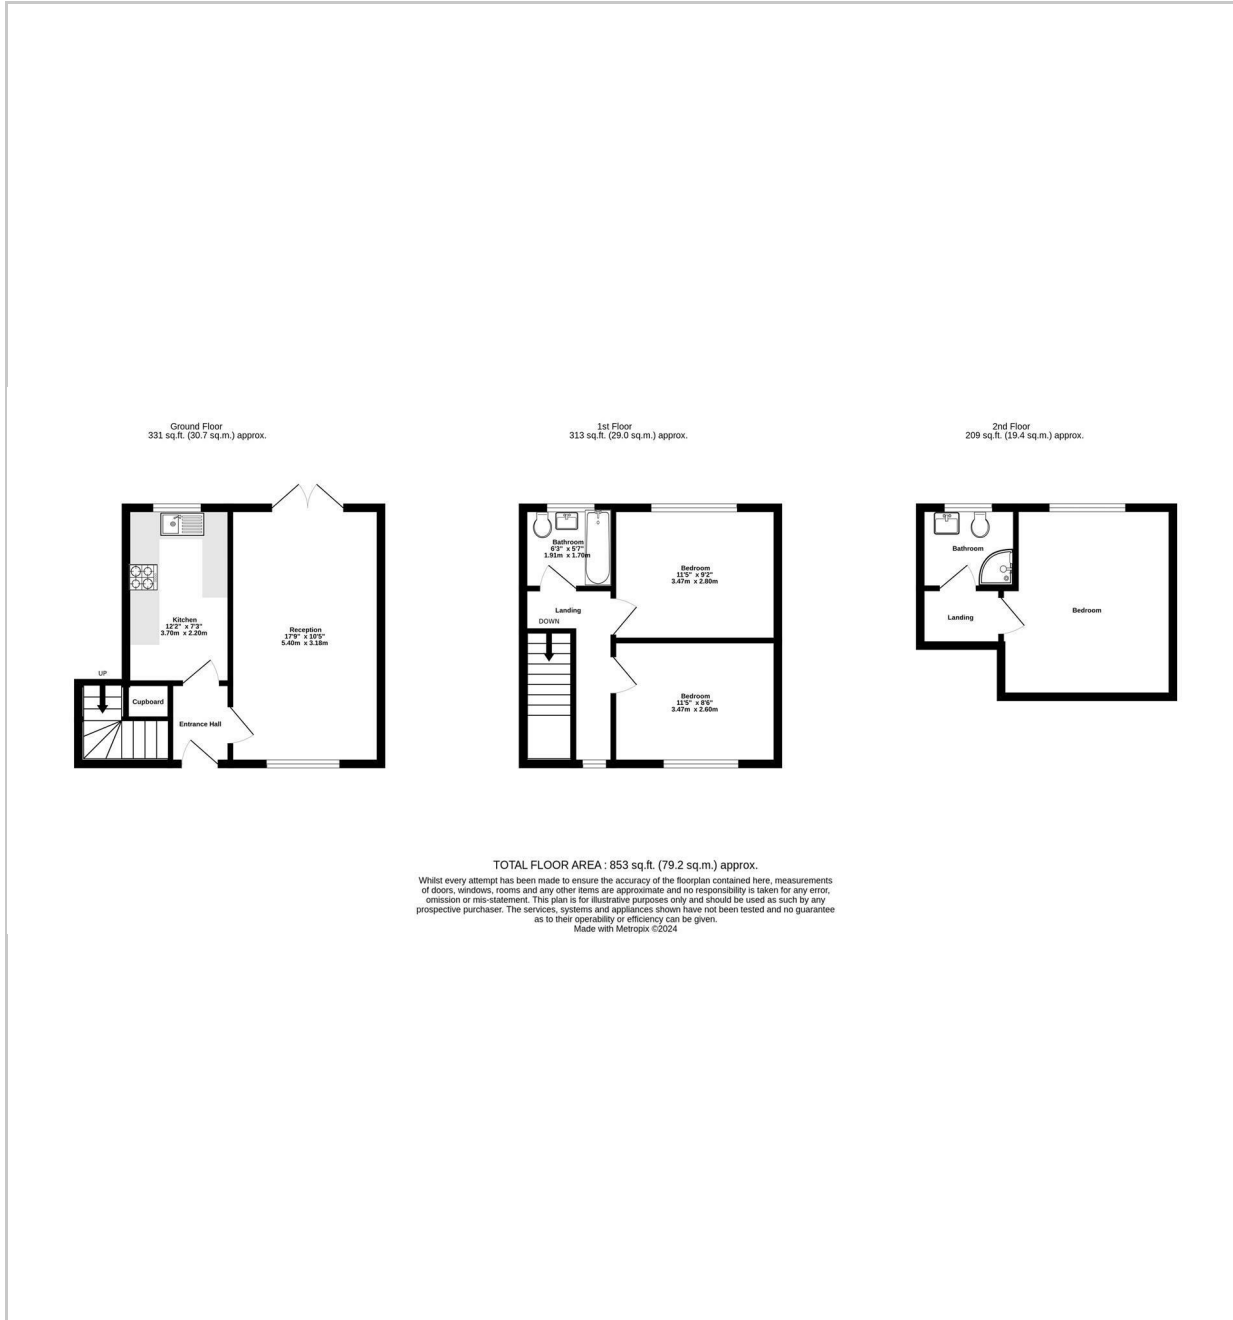 Ground Floor
331 sq.ft. (30.7 sq.m.) approx.
UP
Kitchen
12'2" x 7'3"
3.70m x 2.20m
Reception
17'9" x 10'5"
5.40m x 3.18m
Cupboard
Entrance Hall
1st Floor
313 sq.ft. (29.0 sq.m.) approx.
Bathroom
6'3" x 5'7"
1.91m x 1.70m
Bedroom
11'5" x 9'2"
3.47m x 2.80m
Landing
DOWN
Bedroom
11'5" x 8'6"
3.47m x 2.60m
2nd Floor
209 sq.ft. (19.4 sq.m.) approx.
Bathroom
Landing
Bedroom
TOTAL FLOOR AREA : 853 sq.ft. (79.2 sq.m.) approx.
Whilst every attempt has been made to ensure the accuracy of the floorplan contained here, measurements
of doors, windows, rooms and any other items are approximate and no responsibility is taken for any error,
omission or mis-statement. This plan is for illustrative purposes only and should be used as such by any
prospective purchaser. The services, systems and appliances shown have not been tested and no guarantee
as to their operability or efficiency can be given.
Made with Metropix ©2024